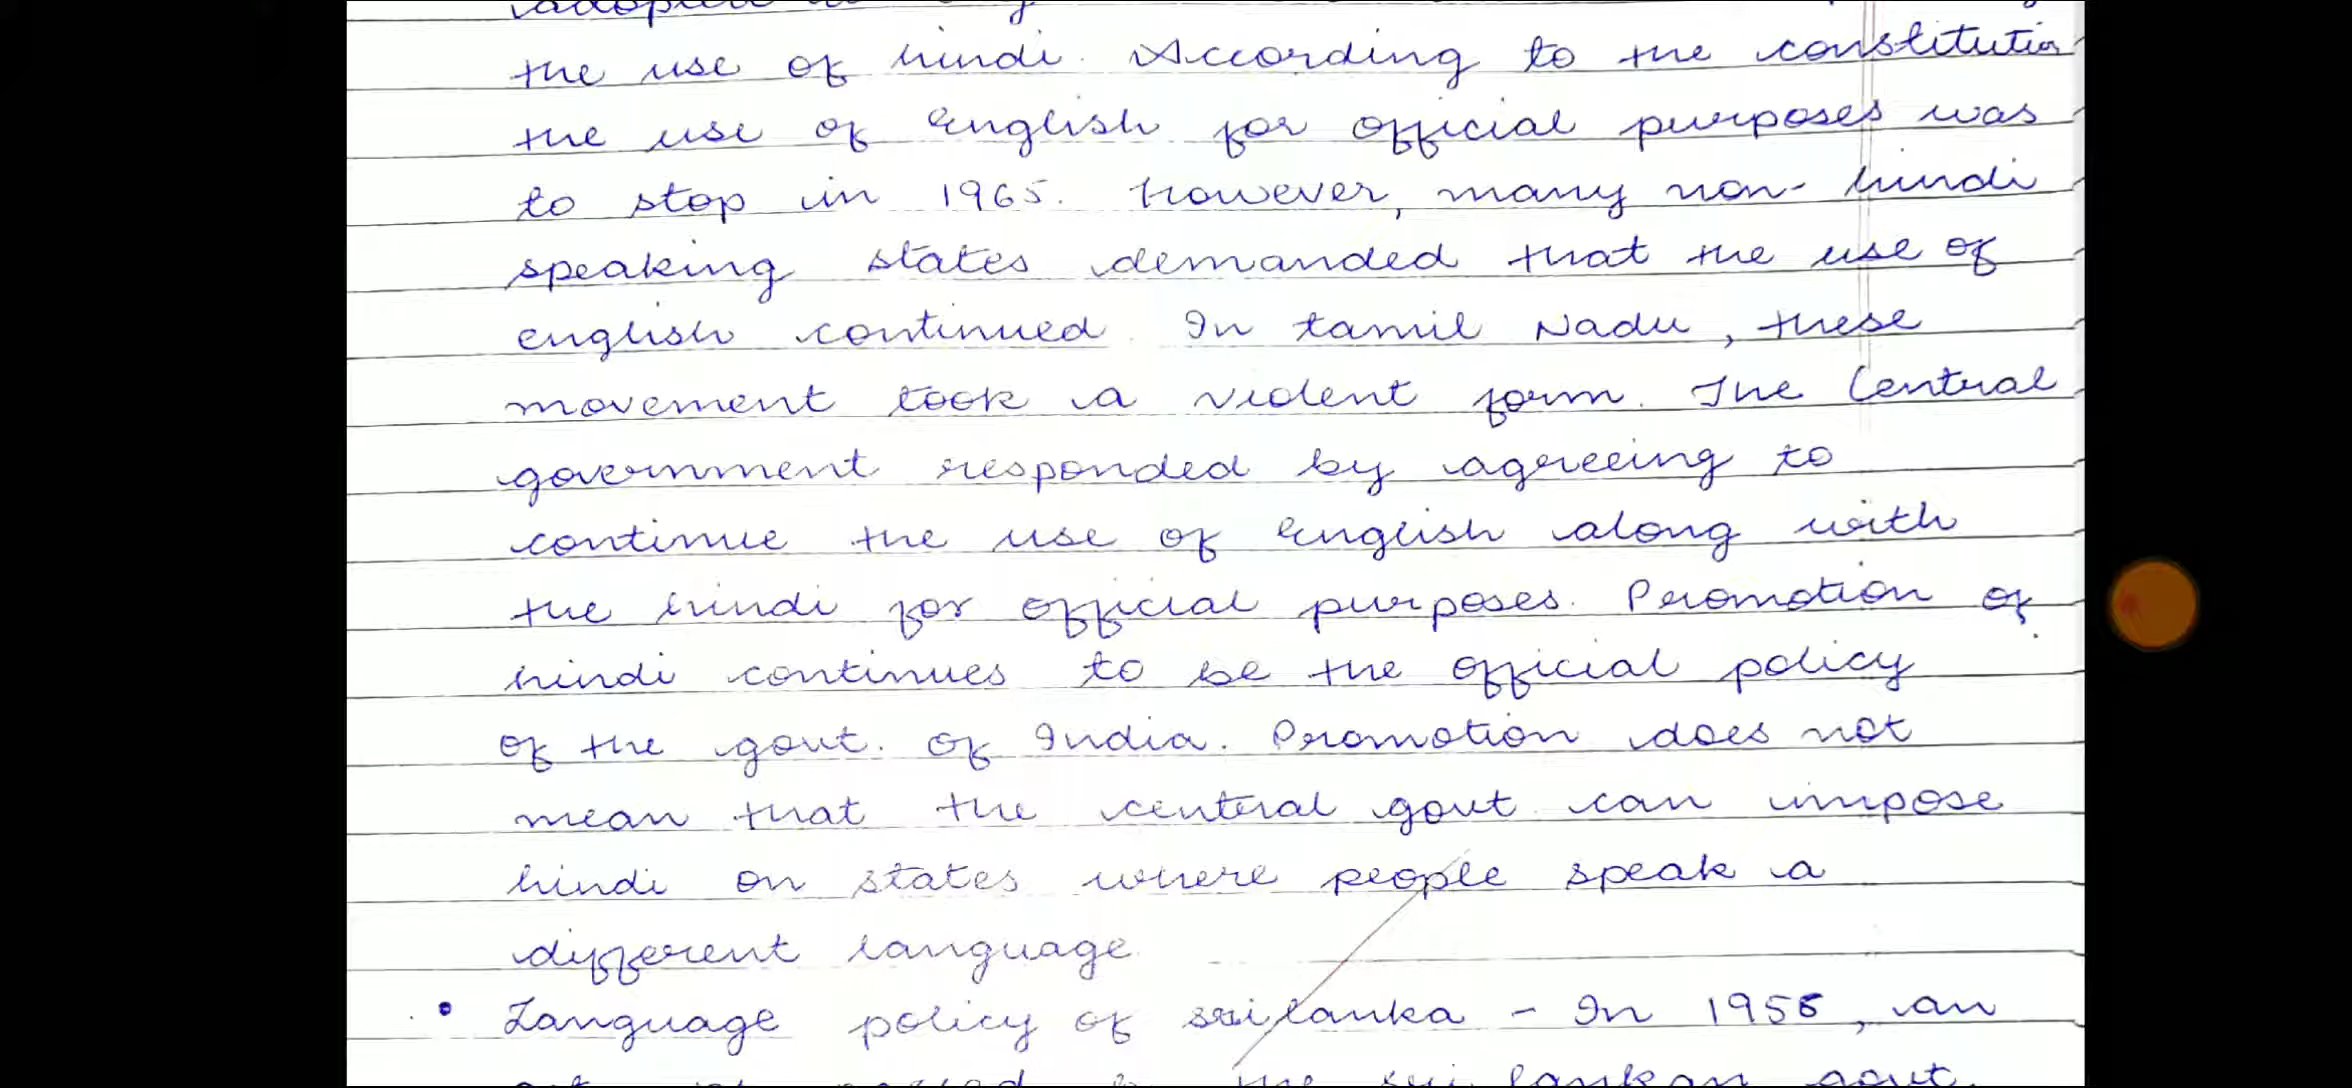 the use of hindi. According to the constitution
the use of English for official purposes was
to stop in 1965. However, many non-hindi
speaking states demanded that the use of
english continued. In tamil Nadu, these
movement took a violent form. The Central
government responded by agreeing to
continue the use of English along with
the hindi for official purposes. Promotion of
hindi continues to be the official policy
of the govt. of India. Promotion does not
mean that the central govt. can impose
hindi on states where people speak a
different language.
• Language policy of sri lanka - In 1956, an